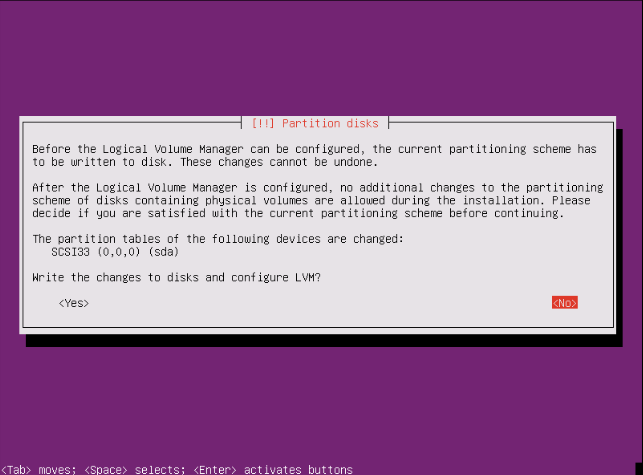 [!!] Partition disks
Before the Logical Volume Manager can be configured, the current partitioning scheme has
to be written to disk. These changes cannot be undone.
After the Logical Volume Manager is configured, no additional changes to the partitioning
scheme of disks containing physical volumes are allowed during the installation. Please
decide if you are satisfied with the current partitioning scheme before continuing.
The partition tables of the following devices are changed:
SCSI33 (0,0,0) (sda)
Write the changes to disks and configure LVM?
<Yes> <No>
<Tab> moves; <Space> selects; <Enter> activates buttons